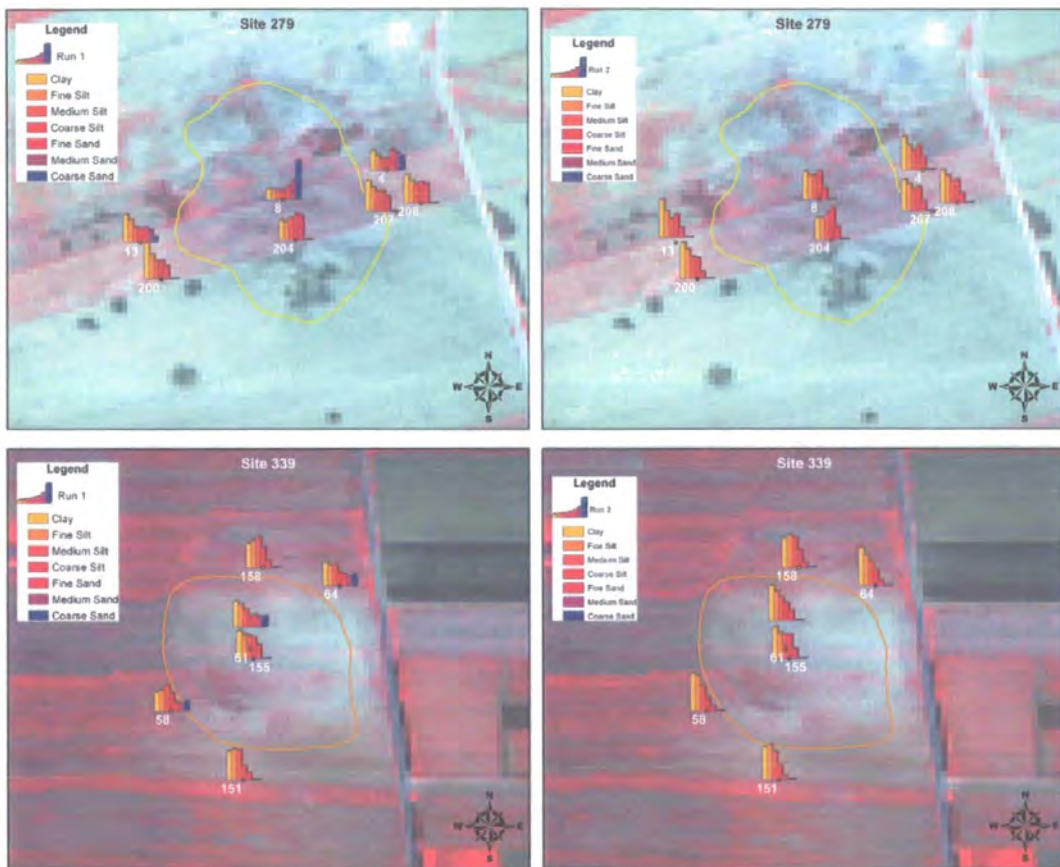 Site 279
Legend
Run 1
Clay
Fine Silt
Medium Silt
Coarse Silt
Fine Sand
Medium Sand
Coarse Sand
4
8
207
208
13
204
200
N
W E
S
Site 279
Legend
Run 2
Clay
Fine Silt
Medium Silt
Coarse Silt
Fine Sand
Medium Sand
Coarse Sand
4
8
207
208
13
204
200
N
W E
S
Site 339
Legend
Run 1
Clay
Fine Silt
Medium Silt
Coarse Silt
Fine Sand
Medium Sand
Coarse Sand
158
64
61
155
58
151
N
W E
S
Site 339
Legend
Run 2
Clay
Fine Silt
Medium Silt
Coarse Silt
Fine Sand
Medium Sand
Coarse Sand
158
64
61
155
58
151
N
W E
S